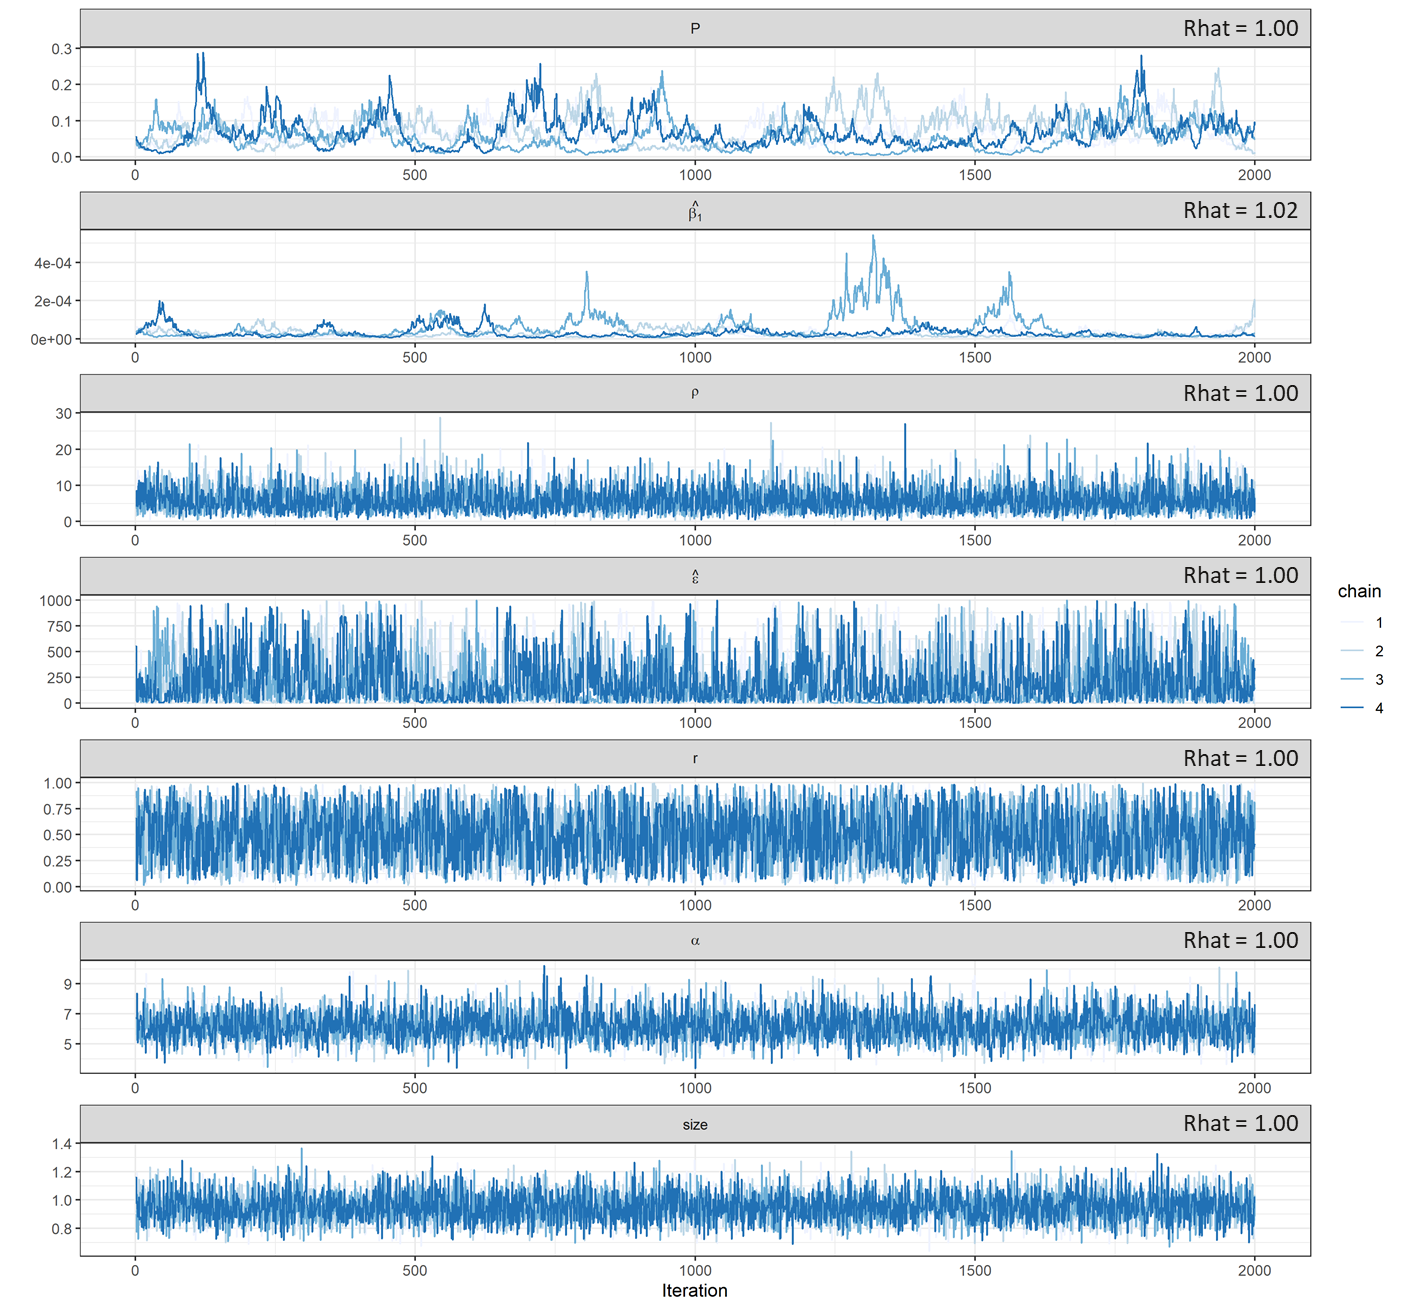 P Rhat = 1.00
0.3
0.2
0.1
0.0
0 500 1000 1500 2000
β̂₁ Rhat = 1.02
4e-04
2e-04
0e+00
0 500 1000 1500 2000
ρ Rhat = 1.00
30
20
10
0
0 500 1000 1500 2000
ε̂ Rhat = 1.00
1000
750
500
250
0
0 500 1000 1500 2000
r Rhat = 1.00
1.00
0.75
0.50
0.25
0.00
0 500 1000 1500 2000
α Rhat = 1.00
9
7
5
0 500 1000 1500 2000
size Rhat = 1.00
1.4
1.2
1.0
0.8
0 500 1000 1500 2000
Iteration
chain
1
2
3
4